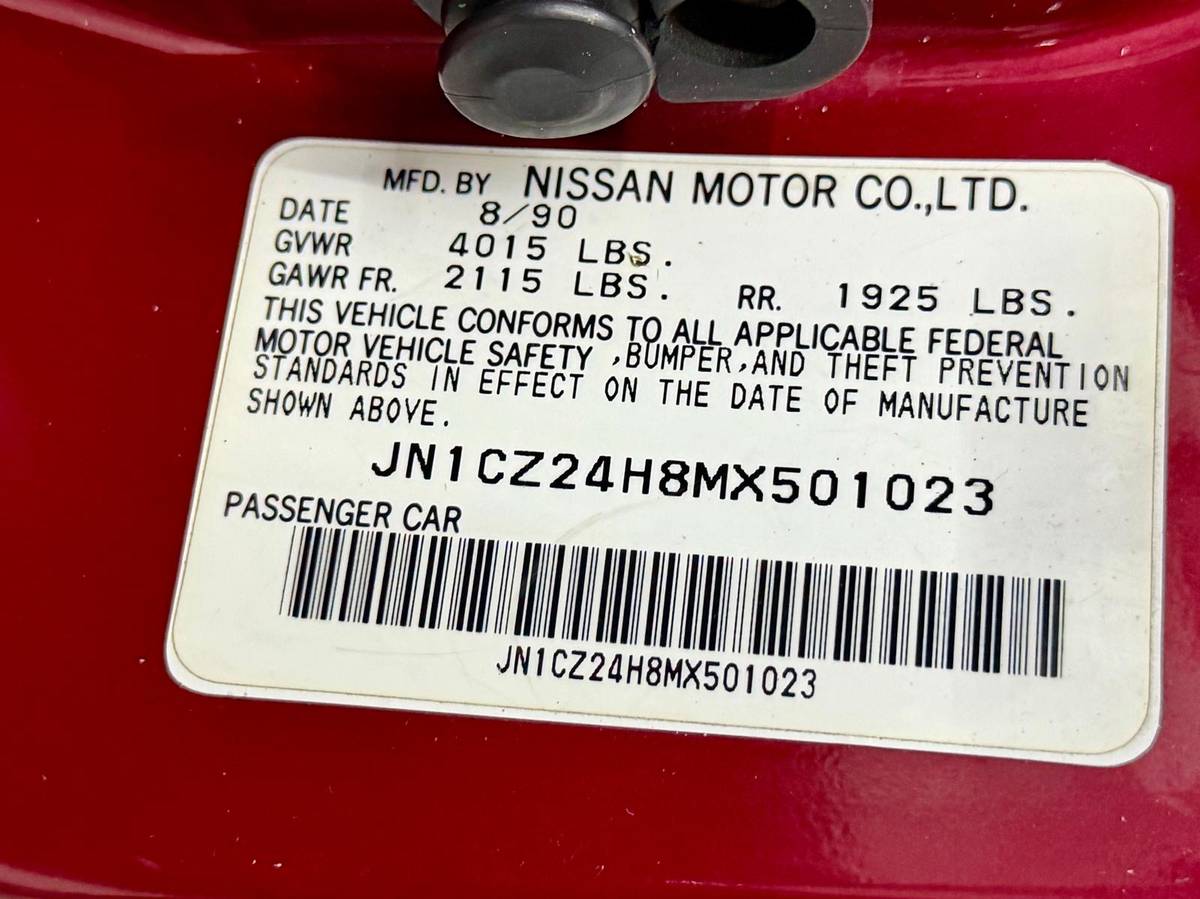 MFD. BY NISSAN MOTOR CO.,LTD.
DATE 8/90
GVWR 4015 LBS.
GAWR FR. 2115 LBS. RR. 1925 LBS.
THIS VEHICLE CONFORMS TO ALL APPLICABLE FEDERAL
MOTOR VEHICLE SAFETY ,BUMPER,AND THEFT PREVENTION
STANDARDS IN EFFECT ON THE DATE OF MANUFACTURE
SHOWN ABOVE.
JN1CZ24H8MX501023
PASSENGER CAR
JN1CZ24H8MX501023